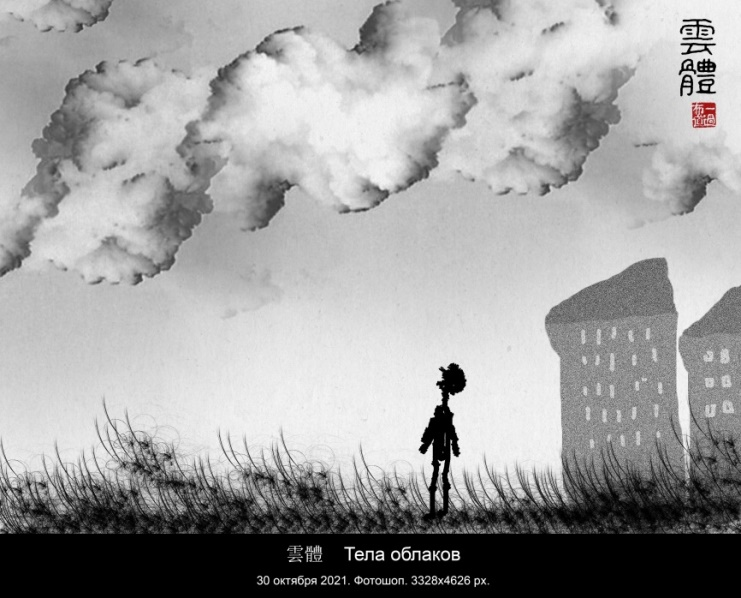 雲體
雲體 Тела облаков
30 октября 2021. Фотошоп. 3328x4626 px.